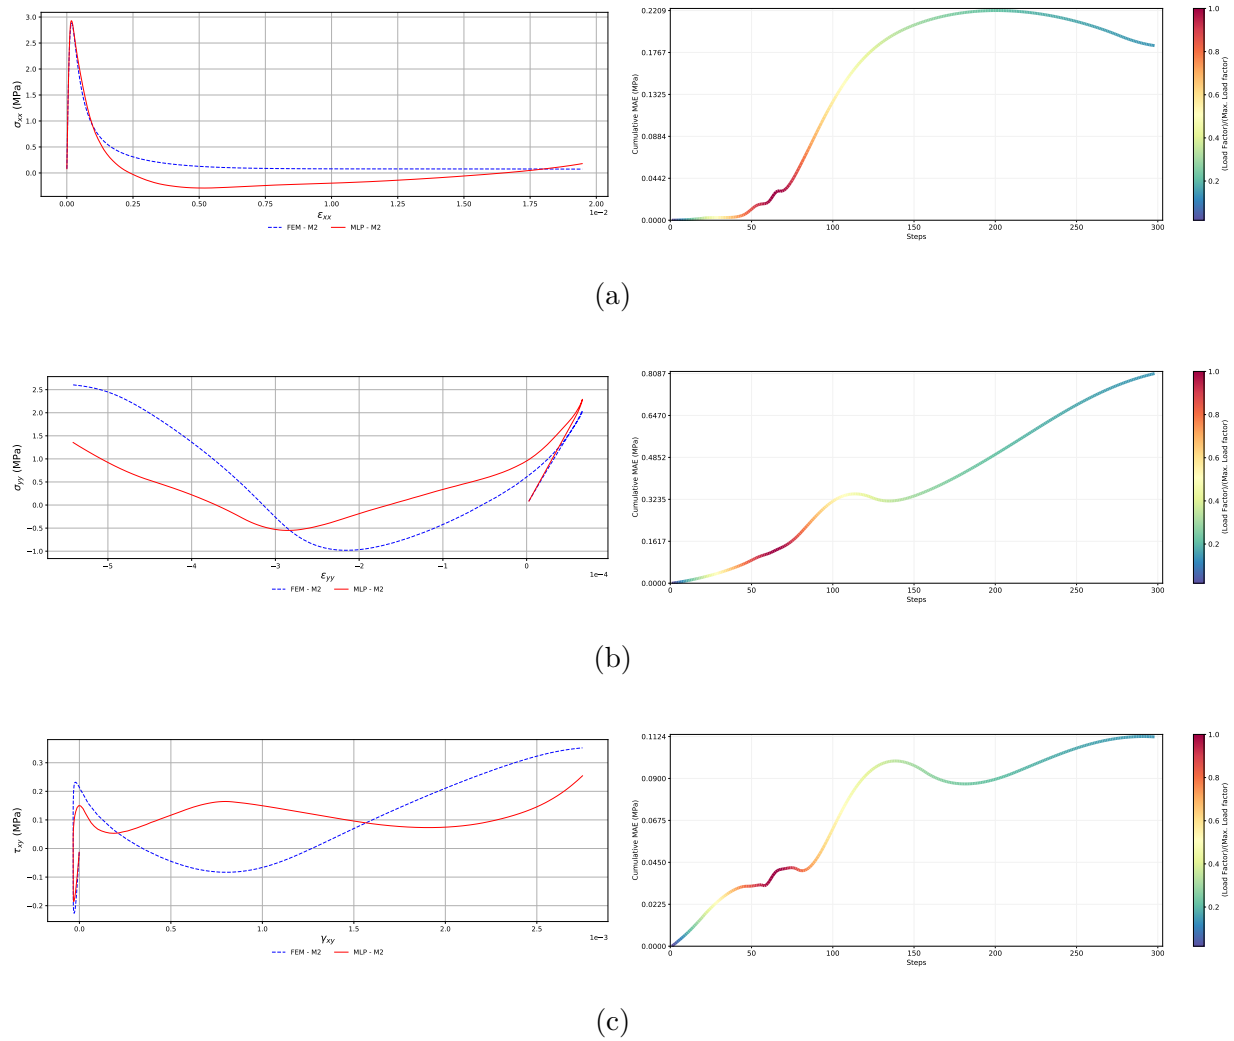 3.0
2.5
2.0
1.5
1.0
0.5
0.0
σxx (MPa)
0.00 0.25 0.50 0.75 1.00 1.25 1.50 1.75 2.00
εxx
1e−2
FEM - M2 MLP - M2
0.2209
0.1767
0.1325
0.0884
0.0442
0.0000
Cumulative MAE (MPa)
0 50 100 150 200 250 300
Steps
1.0
0.8
0.6
0.4
0.2
(Load Factor)/(Max. Load factor)
(a)
2.5
2.0
1.5
1.0
0.5
0.0
−0.5
−1.0
σyy (MPa)
−5 −4 −3 −2 −1 0
εyy
1e−4
FEM - M2 MLP - M2
0.8087
0.6470
0.4852
0.3235
0.1617
0.0000
Cumulative MAE (MPa)
0 50 100 150 200 250 300
Steps
1.0
0.8
0.6
0.4
0.2
(Load Factor)/(Max. Load factor)
(b)
0.3
0.2
0.1
0.0
−0.1
−0.2
τxy (MPa)
0.0 0.5 1.0 1.5 2.0 2.5
γxy
1e−3
FEM - M2 MLP - M2
0.1124
0.0900
0.0675
0.0450
0.0225
0.0000
Cumulative MAE (MPa)
0 50 100 150 200 250 300
Steps
1.0
0.8
0.6
0.4
0.2
(Load Factor)/(Max. Load factor)
(c)